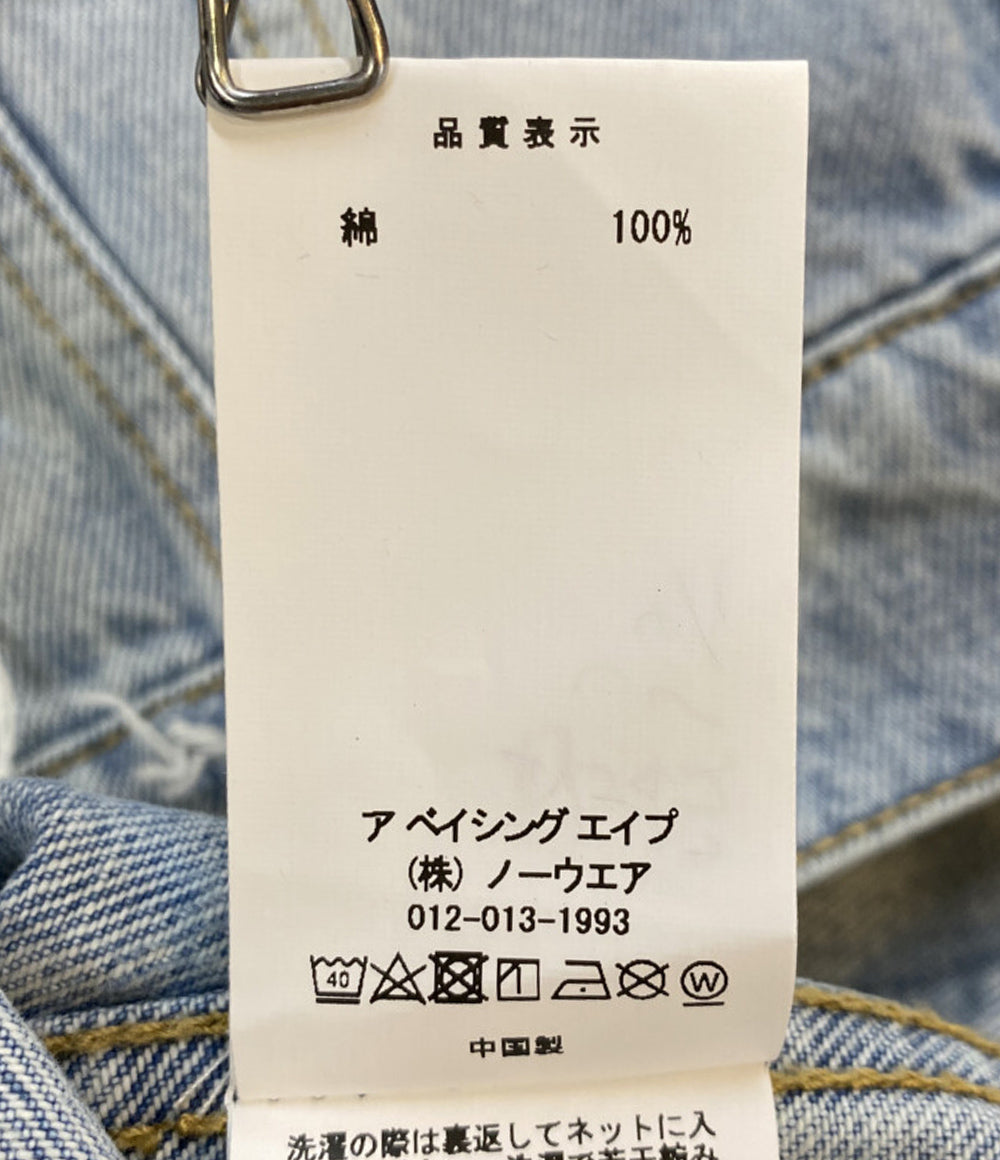 品質表示
綿 100%
ア ベイシング エイプ
(株) ノーウエア
012-013-1993
40 W
中国製
洗濯の際は裏返してネットに入